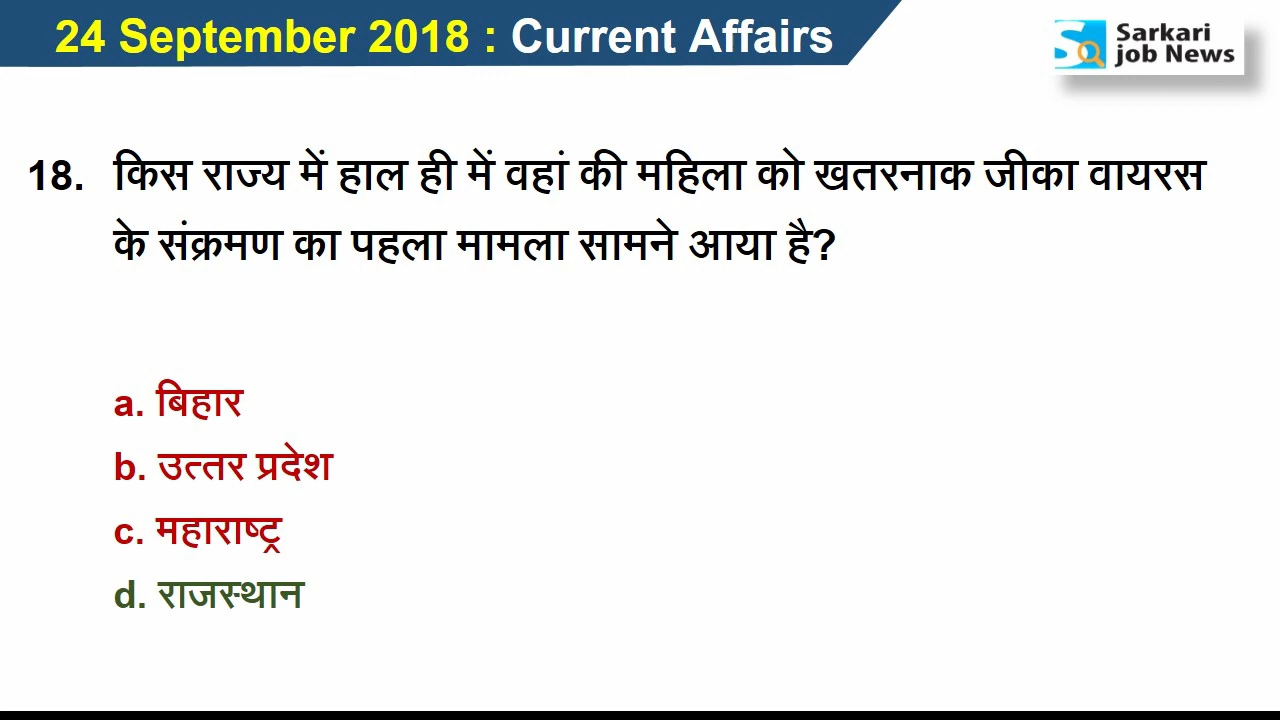 24 September 2018 : Current Affairs
Sarkari
job News
18. किस राज्य में हाल ही में वहां की महिला को खतरनाक जीका वायरस
के संक्रमण का पहला मामला सामने आया है?
a. बिहार
b. उत्तर प्रदेश
c. महाराष्ट्र
d. राजस्थान